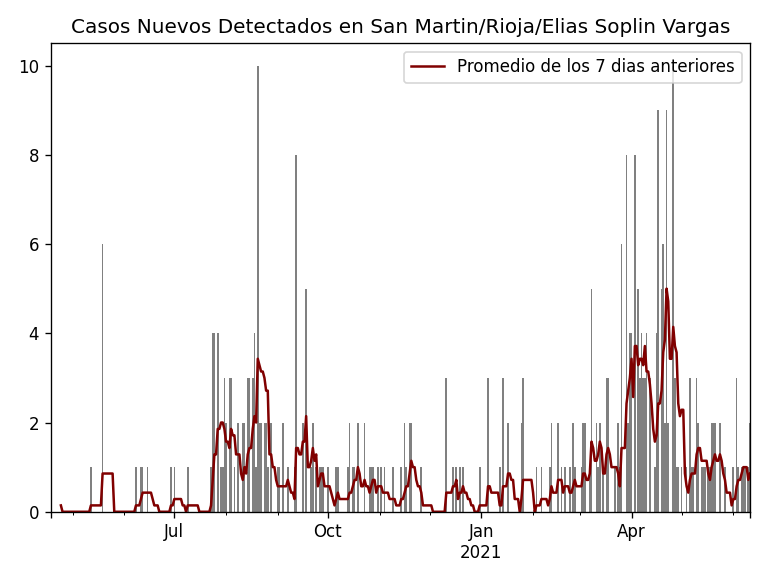 Casos Nuevos Detectados en San Martin/Rioja/Elias Soplin Vargas
Promedio de los 7 dias anteriores
10
8
6
4
2
0
Jul
Oct
Jan
2021
Apr